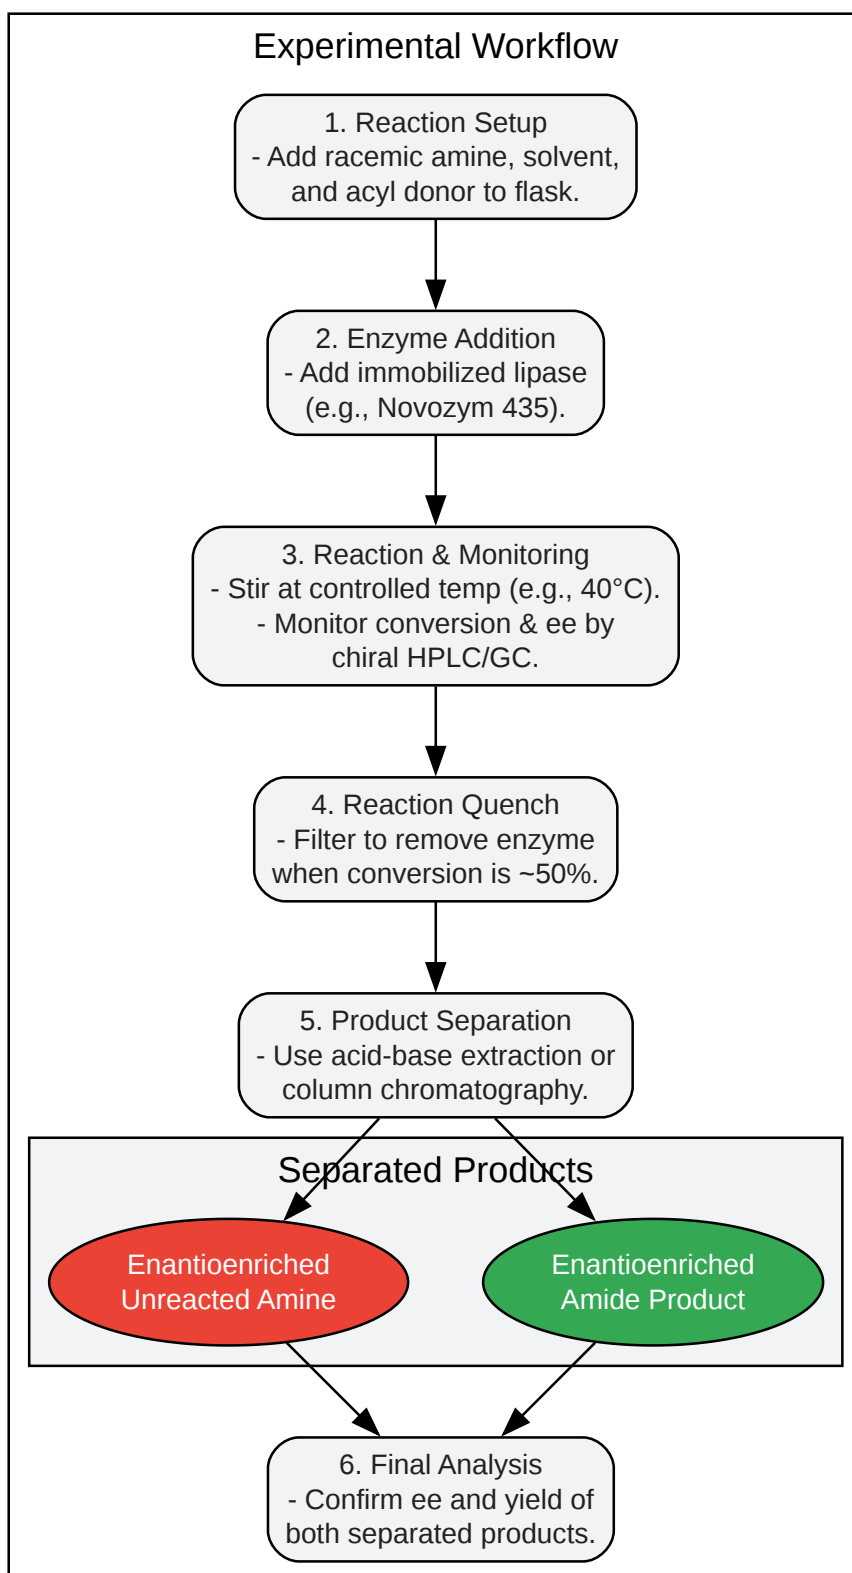 Experimental Workflow
1. Reaction Setup
- Add racemic amine, solvent,
and acyl donor to flask.
2. Enzyme Addition
- Add immobilized lipase
(e.g., Novozym 435).
3. Reaction & Monitoring
- Stir at controlled temp (e.g., 40°C).
- Monitor conversion & ee by
chiral HPLC/GC.
4. Reaction Quench
- Filter to remove enzyme
when conversion is ~50%.
5. Product Separation
- Use acid-base extraction or
column chromatography.
Separated Products
Enantioenriched
Unreacted Amine
Enantioenriched
Amide Product
6. Final Analysis
- Confirm ee and yield of
both separated products.